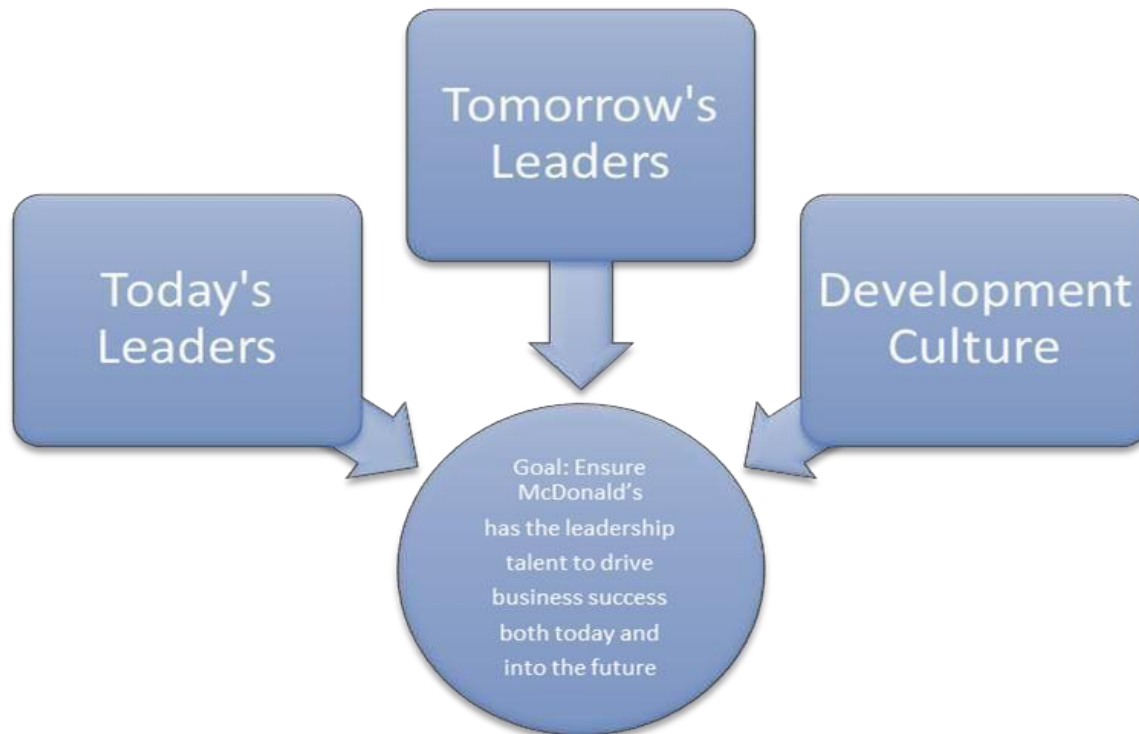 Tomorrow's
Leaders
Today's
Leaders
Development
Culture
Goal: Ensure
McDonald’s
has the leadership
talent to drive
business success
both today and
into the future